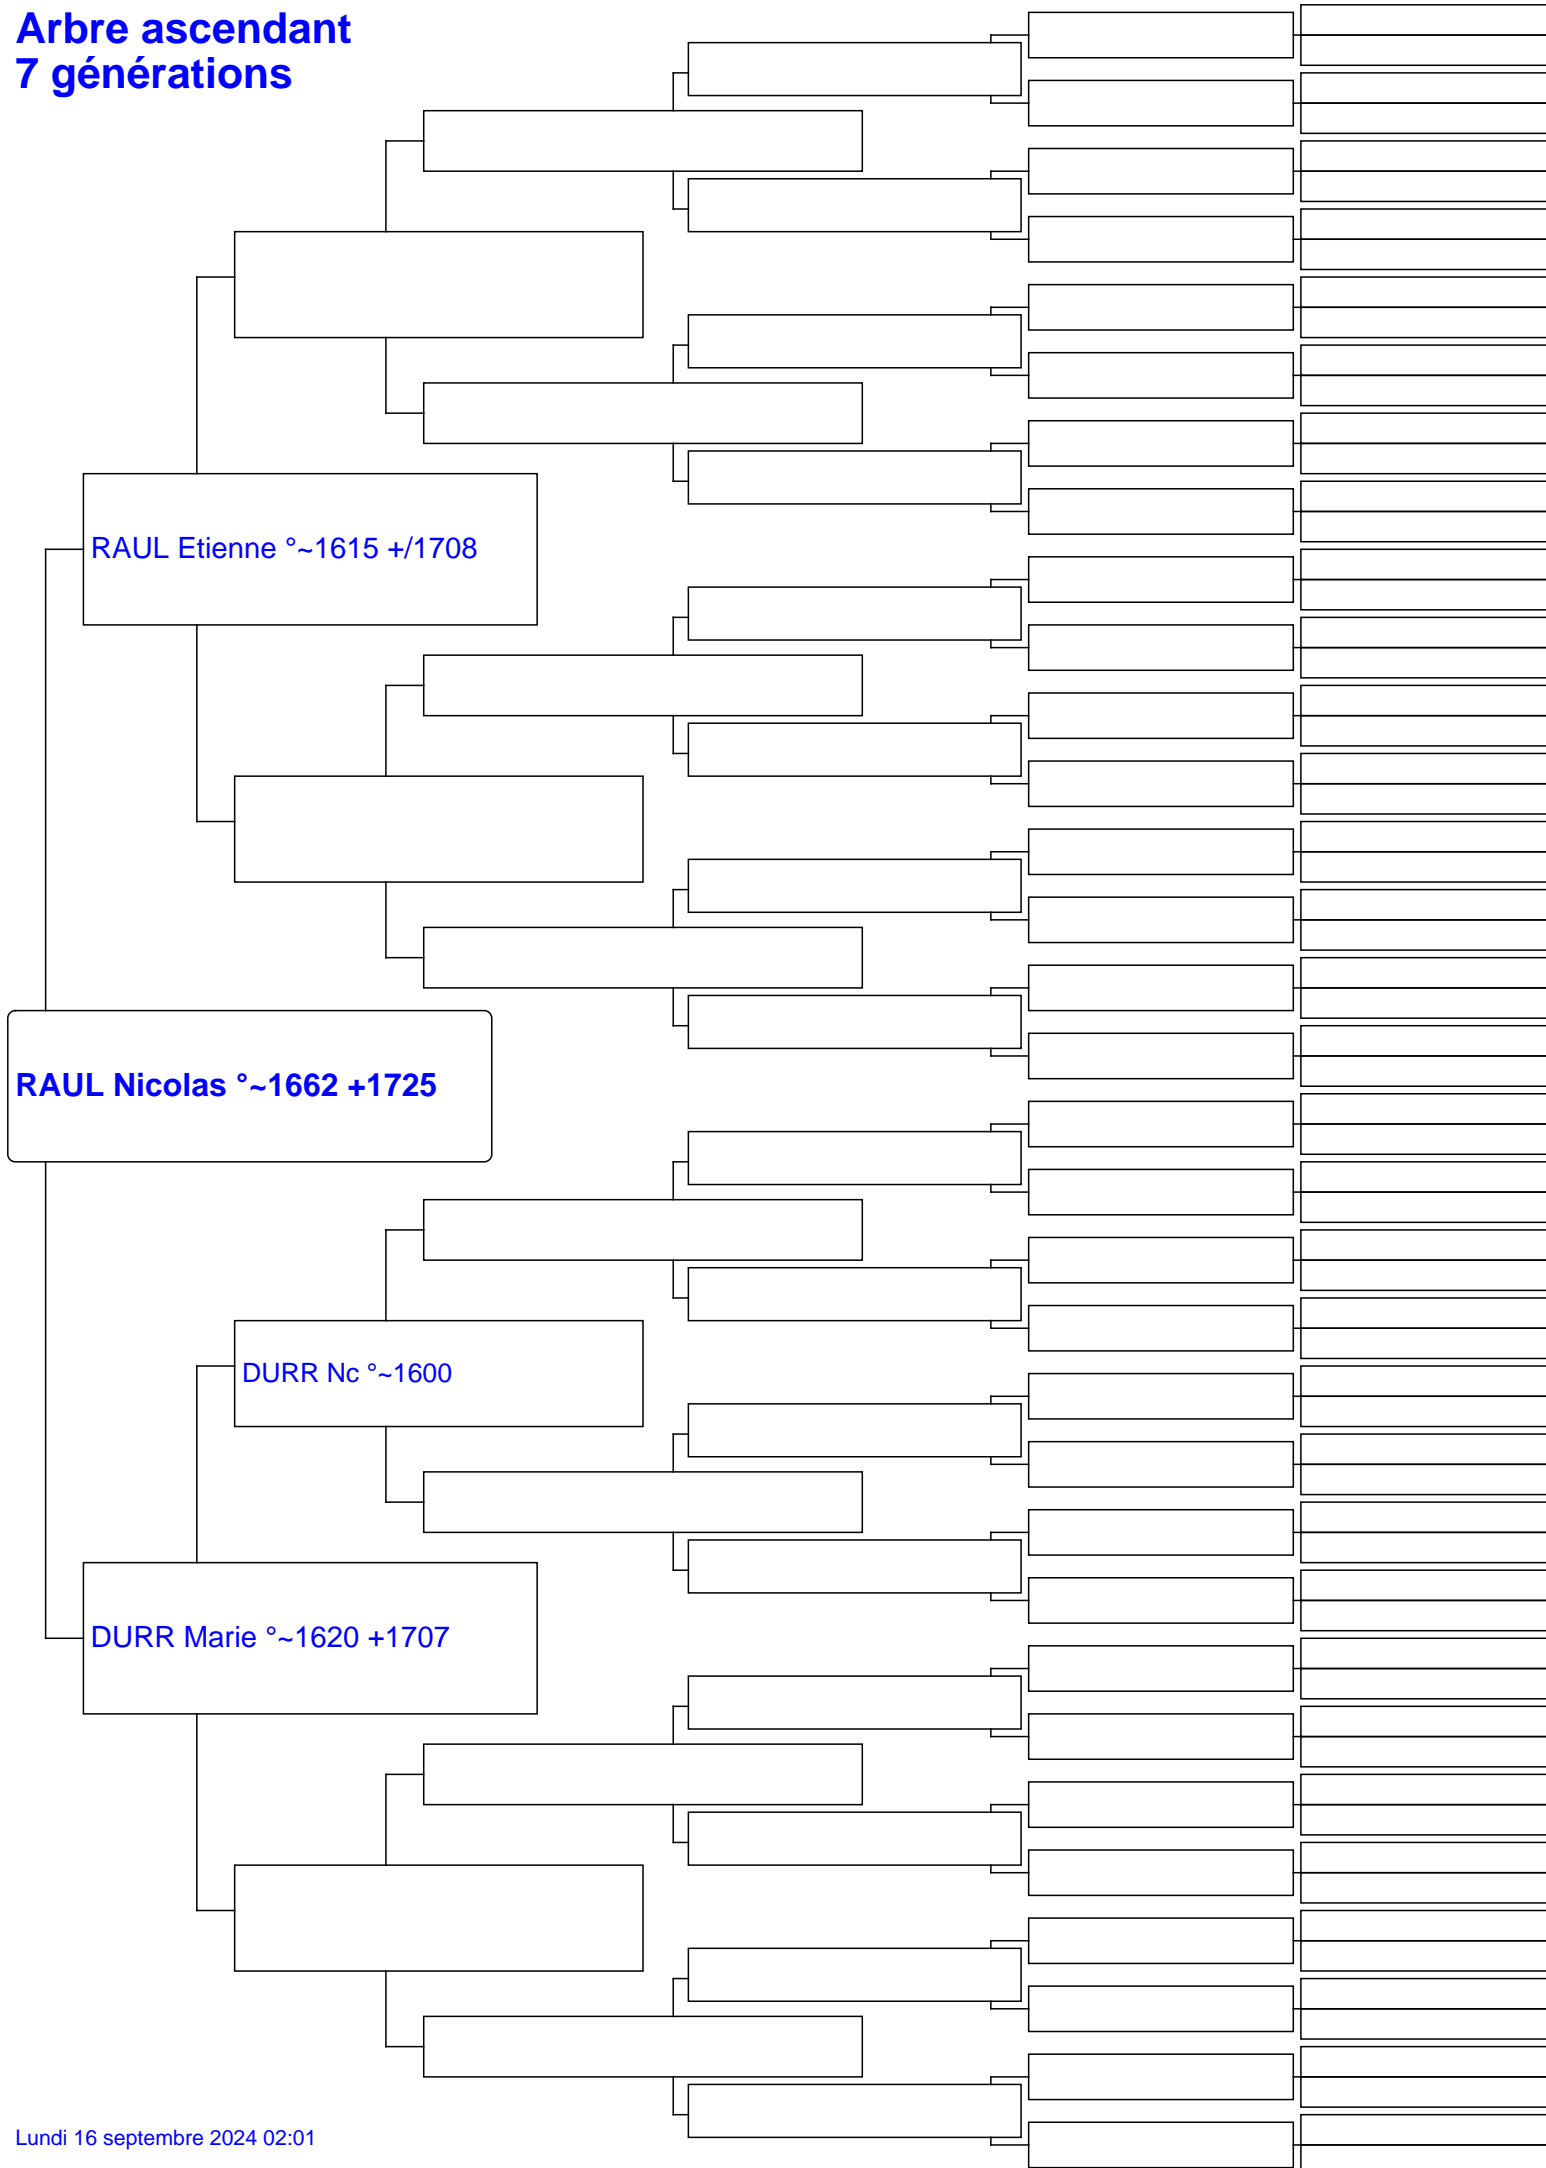 Arbre ascendant
7 générations
RAUL Etienne °~1615 +/1708
RAUL Nicolas °~1662 +1725
DURR Nc °~1600
DURR Marie °~1620 +1707
Lundi 16 septembre 2024 02:01